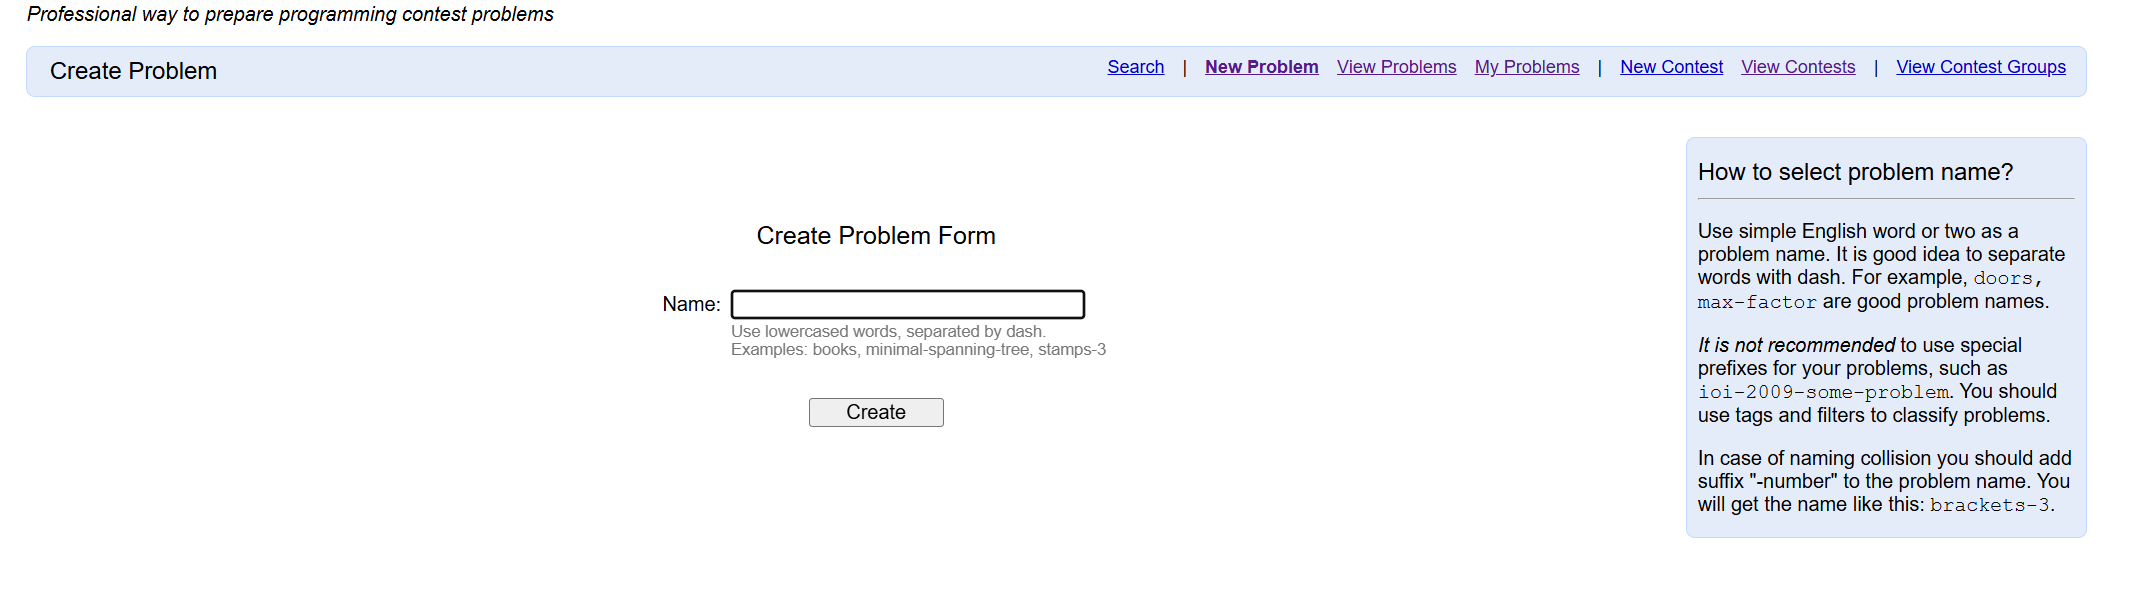 Professional way to prepare programming contest problems
Create Problem
Search | New Problem View Problems My Problems | New Contest View Contests | View Contest Groups
Create Problem Form
Name:
Use lowercased words, separated by dash.
Examples: books, minimal-spanning-tree, stamps-3
Create
How to select problem name?
Use simple English word or two as a
problem name. It is good idea to separate
words with dash. For example, doors,
max-factor are good problem names.
It is not recommended to use special
prefixes for your problems, such as
ioi-2009-some-problem. You should
use tags and filters to classify problems.
In case of naming collision you should add
suffix "-number" to the problem name. You
will get the name like this: brackets-3.